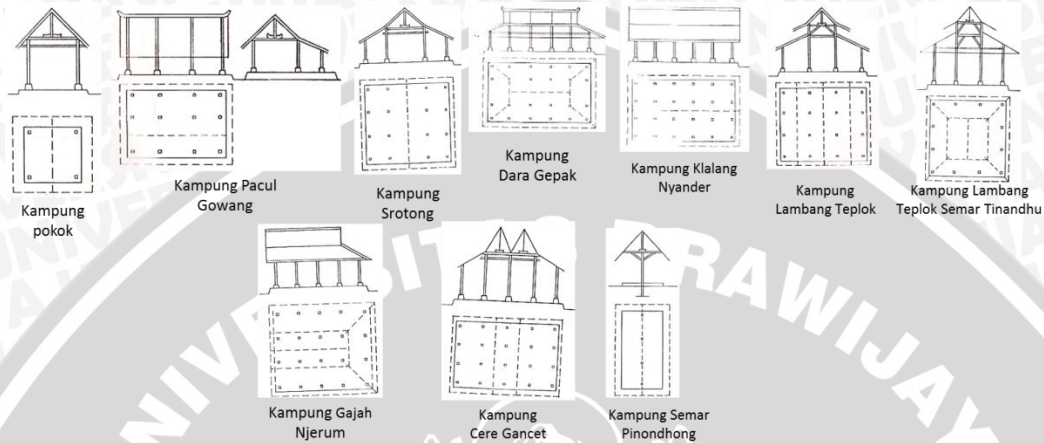 Kampung
pokok
Kampung Pacul
Gowang
Kampung
Srotong
Kampung
Dara Gepak
Kampung Klalang
Nyander
Kampung
Lambang Teplok
Kampung Lambang
Teplok Semar Tinandhu
Kampung Gajah
Njerum
Kampung
Cere Gancet
Kampung Semar
Pinondhong